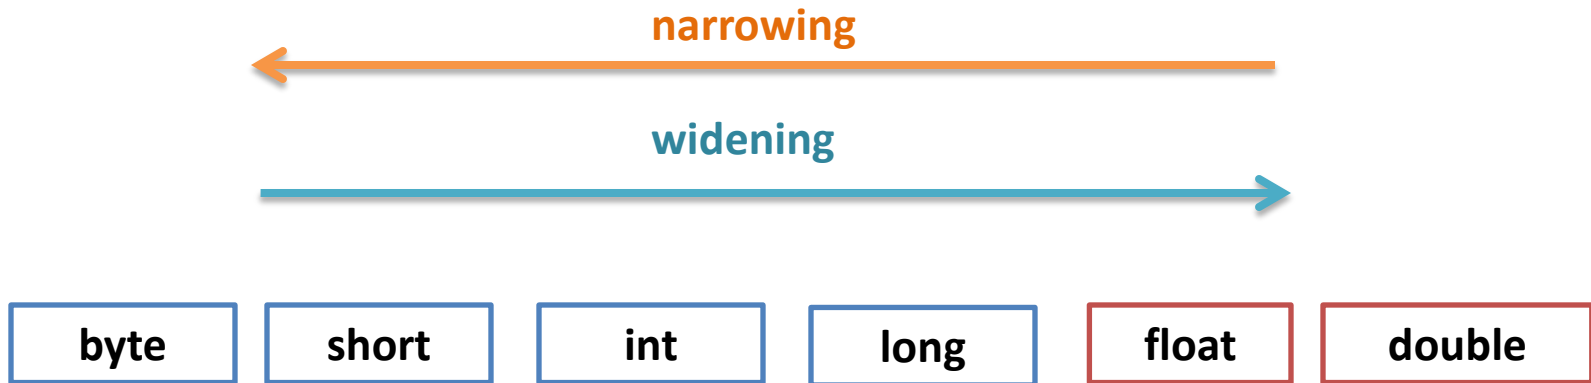 narrowing
widening
byte short int long float double